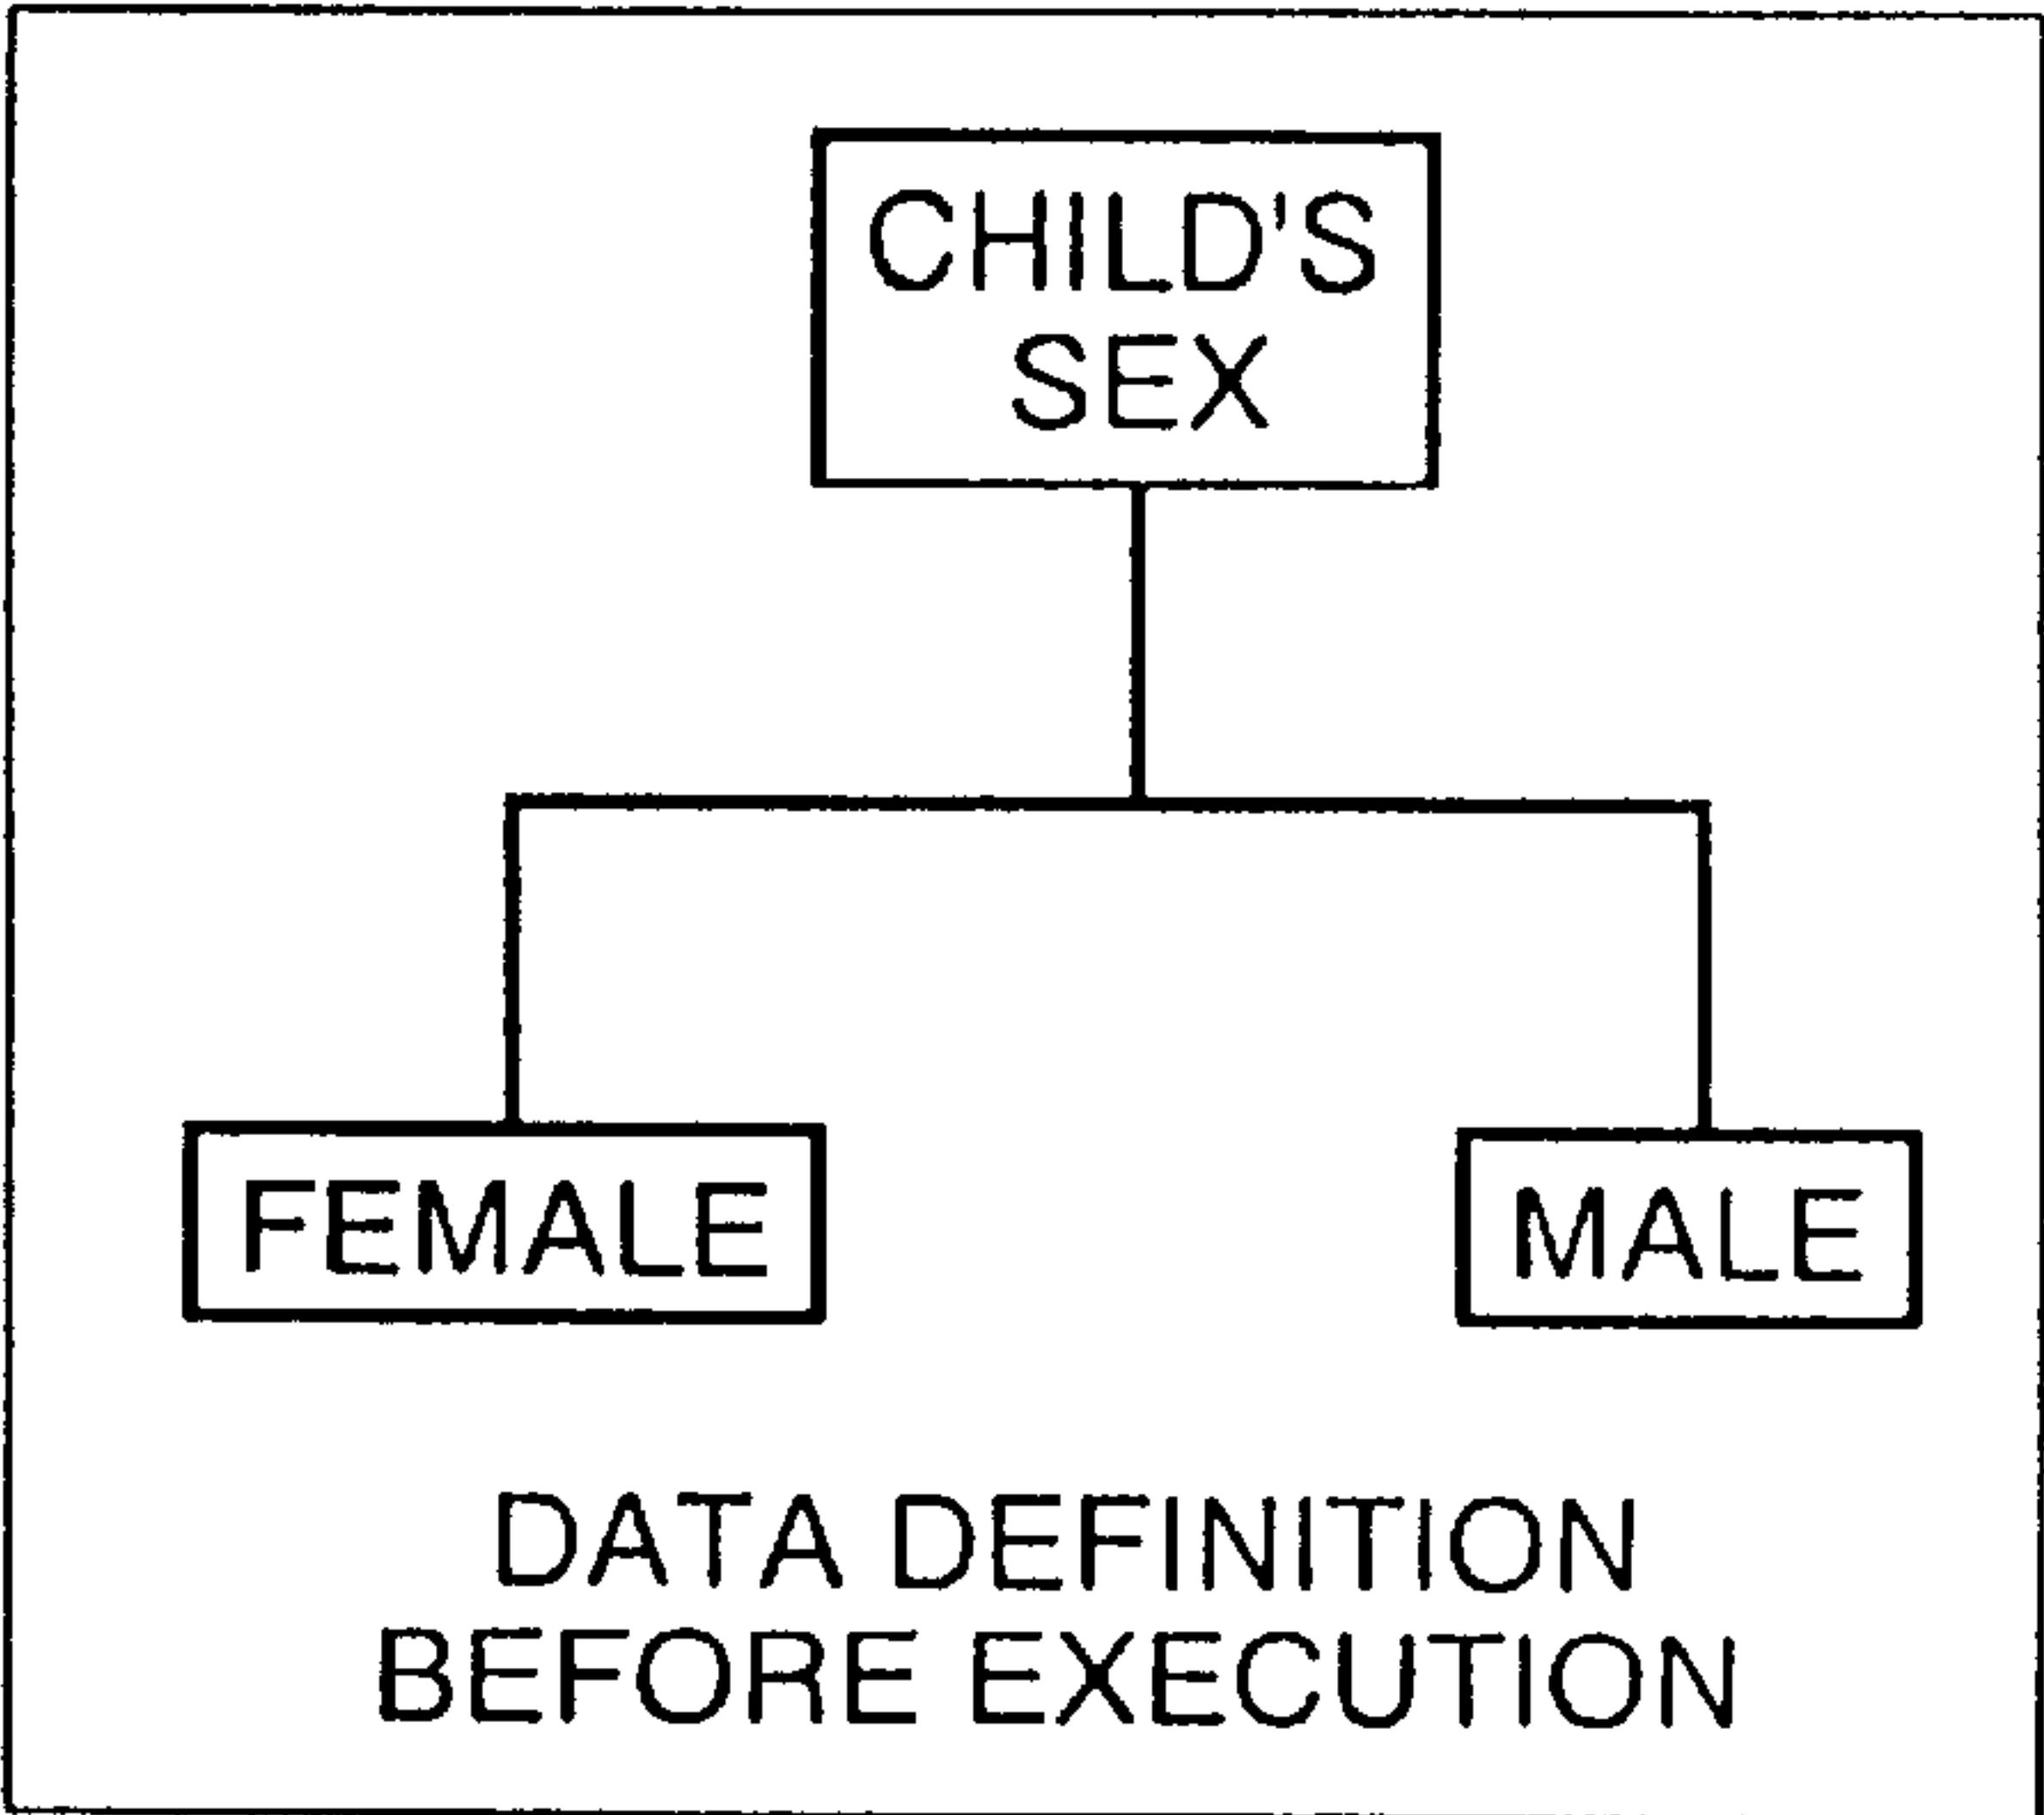 CHILD'S
SEX
FEMALE
MALE
DATA DEFINITION
BEFORE EXECUTION